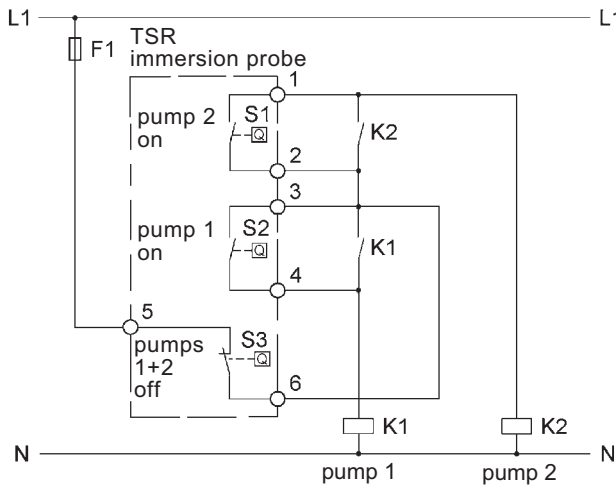 L1
L1
F1
TSR
immersion probe
1
pump 2
on
S1
Q
K2
2
3
pump 1
on
S2
Q
K1
4
5
pumps
1+2
off
S3
Q
6
K1
K2
N
N
pump 1
pump 2